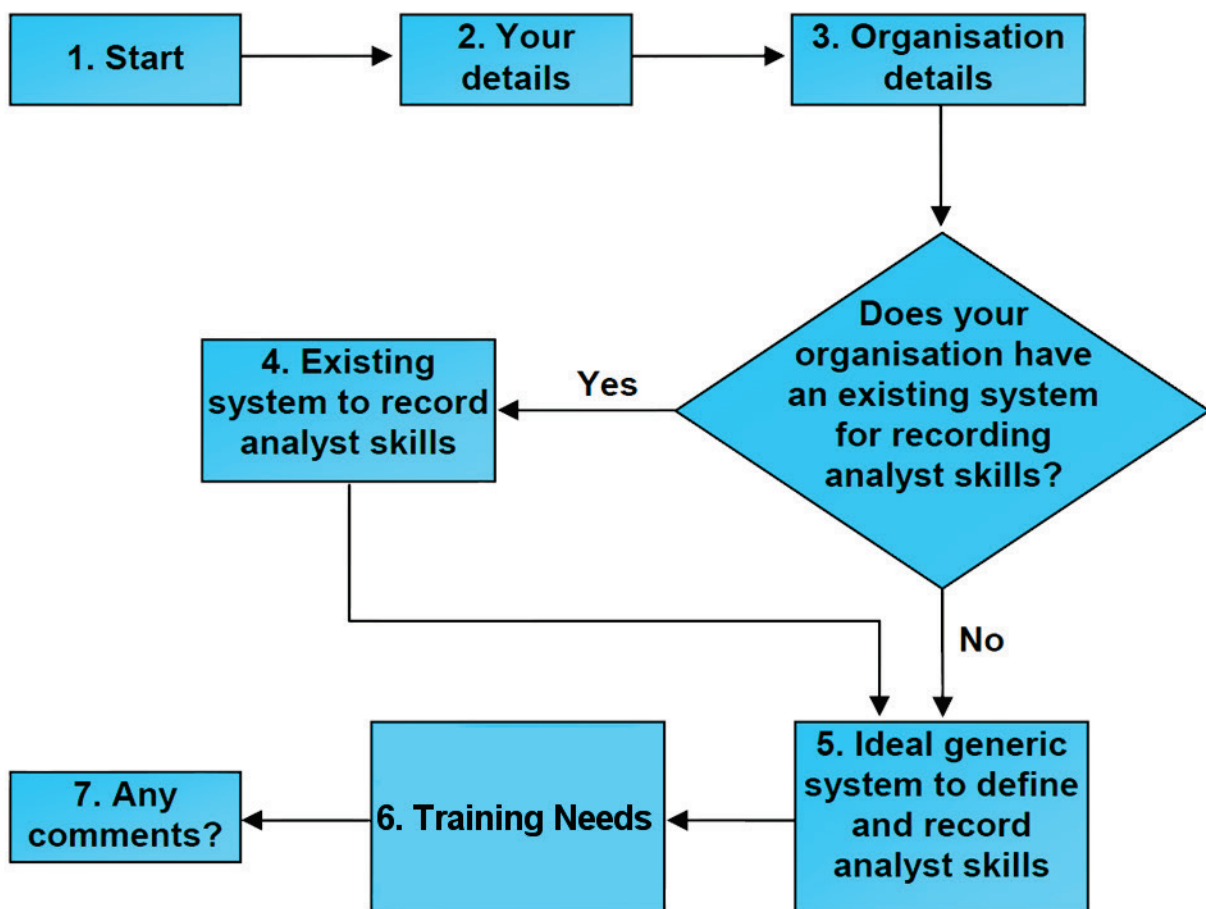 1. Start
2. Your
details
3. Organisation
details
Does your
organisation have
an existing system
for recording
analyst skills?
Yes
4. Existing
system to record
analyst skills
No
5. Ideal generic
system to define
and record
analyst skills
6. Training Needs
7. Any
comments?